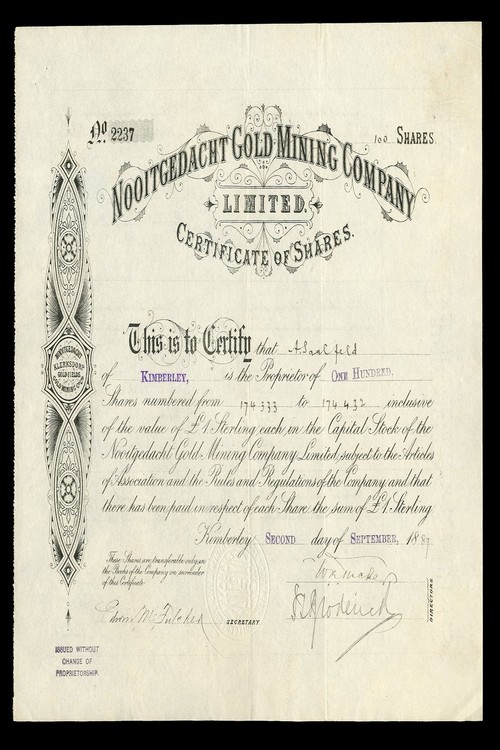 No. 2237
100 SHARES.
NOOITGEDACHT GOLD MINING COMPANY
LIMITED.
CERTIFICATE OF SHARES.
This is to Certify that A. Saalfeld
of KIMBERLEY, is the Proprietor of ONE HUNDRED,
Shares numbered from 174333 to 174432 inclusive
of the value of £1 Sterling each, in the Capital Stock of the
Nooitgedacht Gold Mining Company Limited, subject to the Articles
of Association and the Rules and Regulations of the Company, and that
there has been paid in respect of each Share the sum of £1 Sterling
Kimberley SECOND day of SEPTEMBER, 1889
These Shares are transferable only in
the Books of the Company on surrender
of this Certificate
SECRETARY
DIRECTORS
NOOITGEDACHT
KLERKSDORP
GOLDFIELDS
ISSUED WITHOUT
CHANGE OF
PROPRIETORSHIP.